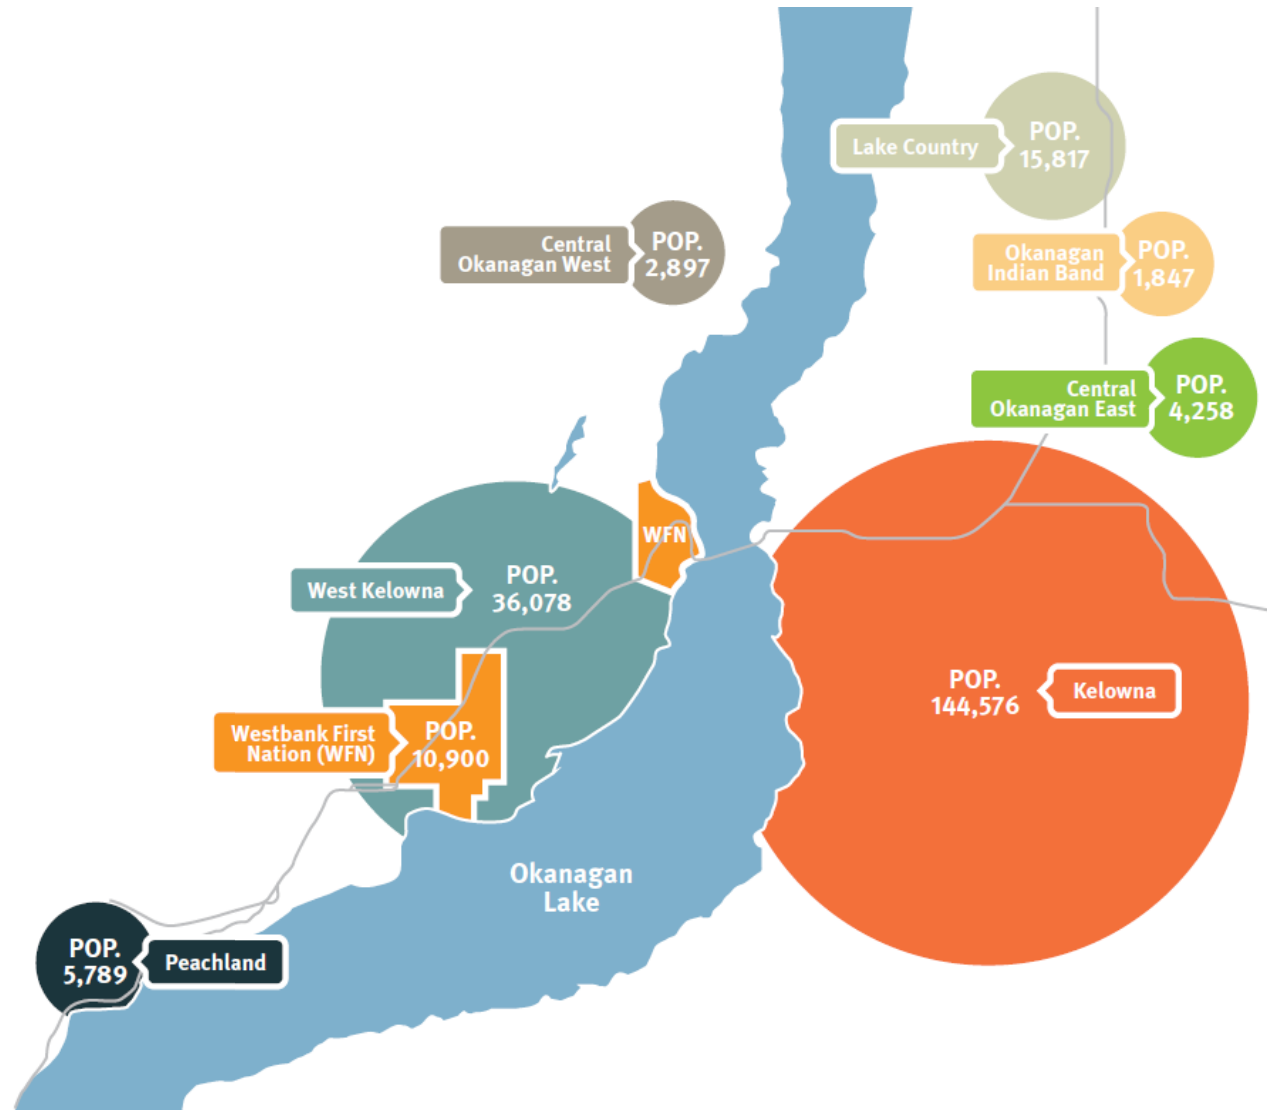 Lake Country
POP.
15,817
Central
Okanagan West
POP.
2,897
Okanagan
Indian Band
POP.
1,847
Central
Okanagan East
POP.
4,258
WFN
West Kelowna
POP.
36,078
POP.
144,576
Kelowna
Westbank First
Nation (WFN)
POP.
10,900
Okanagan
Lake
POP.
5,789
Peachland